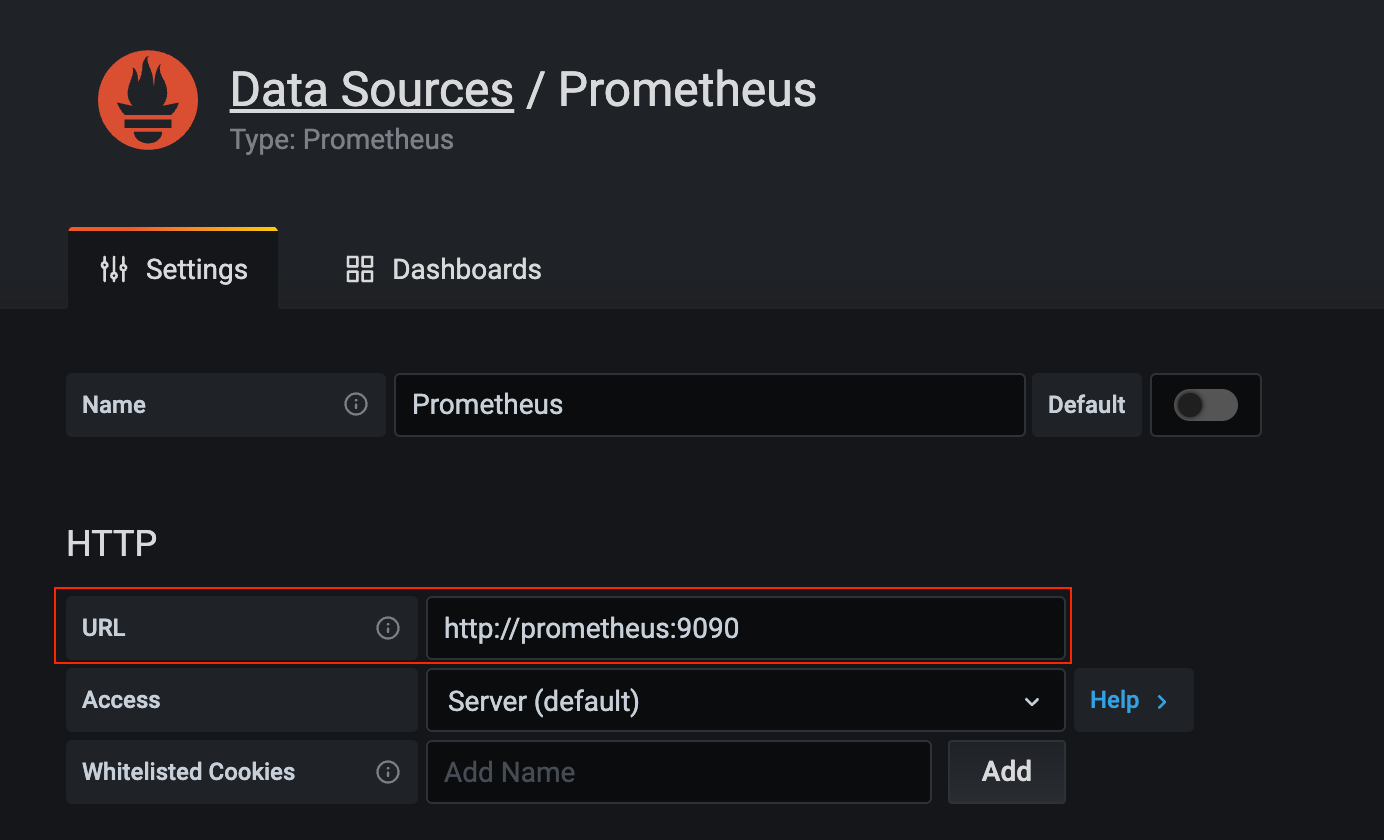 Data Sources / Prometheus
Type: Prometheus
Settings
Dashboards
Name
Prometheus
Default
HTTP
URL
http://prometheus:9090
Access
Server (default)
Help
Whitelisted Cookies
Add Name
Add